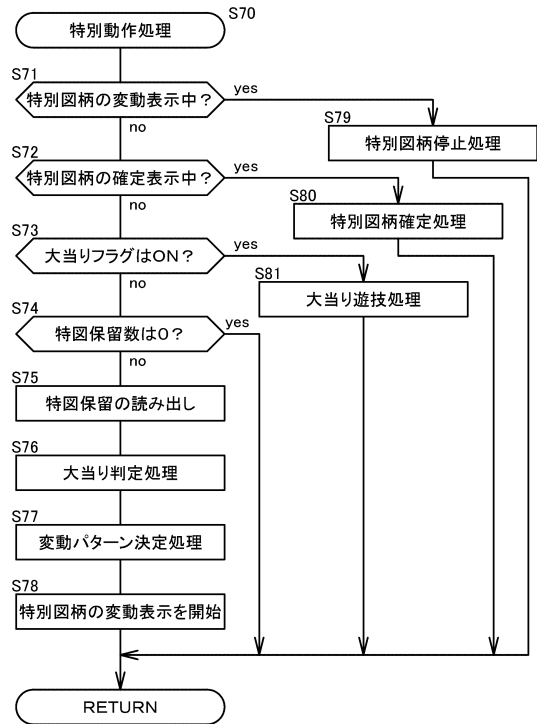 特別動作処理
S70
S71
特別図柄の変動表示中？
yes
no
S79
特別図柄停止処理
S72
特別図柄の確定表示中？
yes
no
S80
特別図柄確定処理
S73
大当りフラグはON？
yes
no
S81
大当り遊技処理
S74
特図保留数は0？
yes
no
S75
特図保留の読み出し
S76
大当り判定処理
S77
変動パターン決定処理
S78
特別図柄の変動表示を開始
RETURN